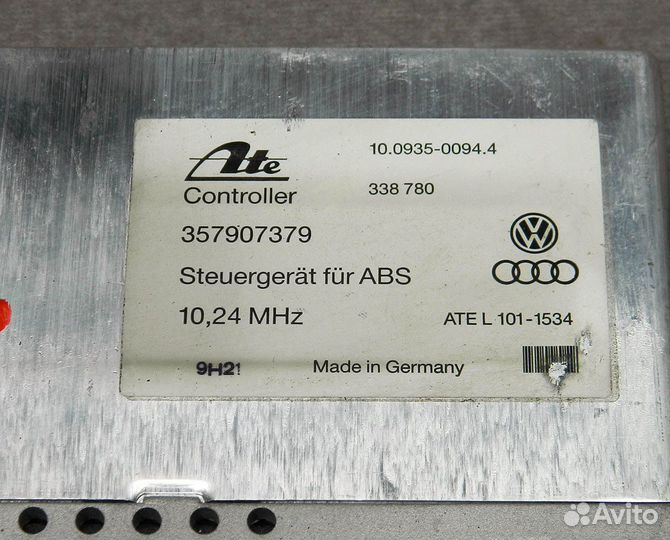 Ate
10.0935-0094.4
Controller
338 780
357907379
Steuergerät für ABS
10,24 MHz
ATE L 101-1534
9H21
Made in Germany
Avito